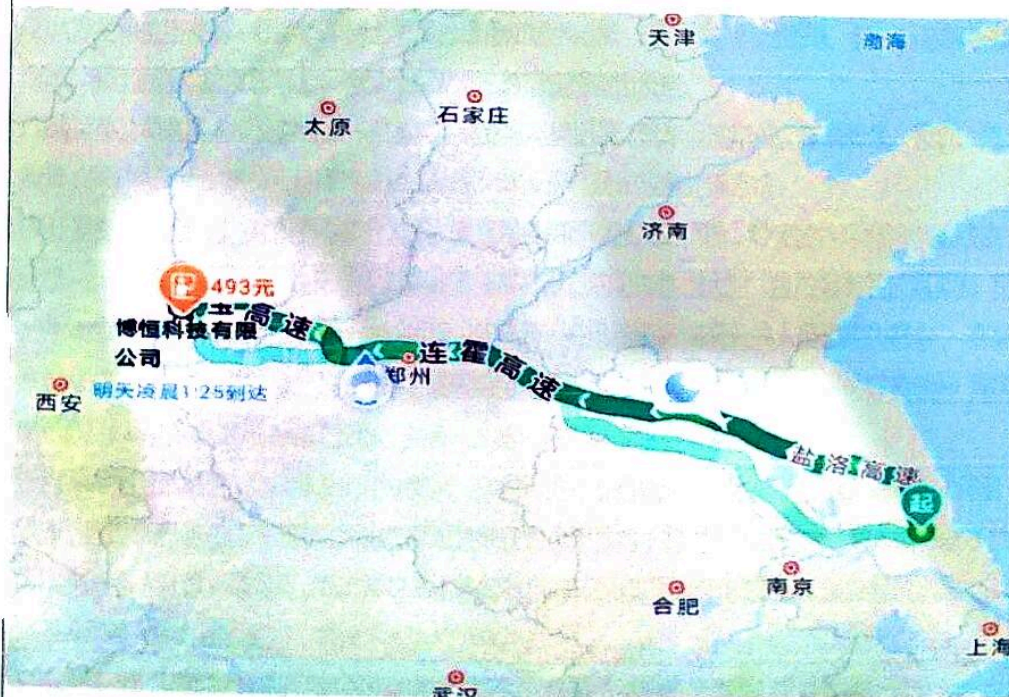 天津
渤海
石家庄
太原
济南
493元
高速
博恒科技有限
公司
连霍高速
郑州
西安
明天凌晨1:25到达
盐洛高速
起
南京
合肥
上海
武汉